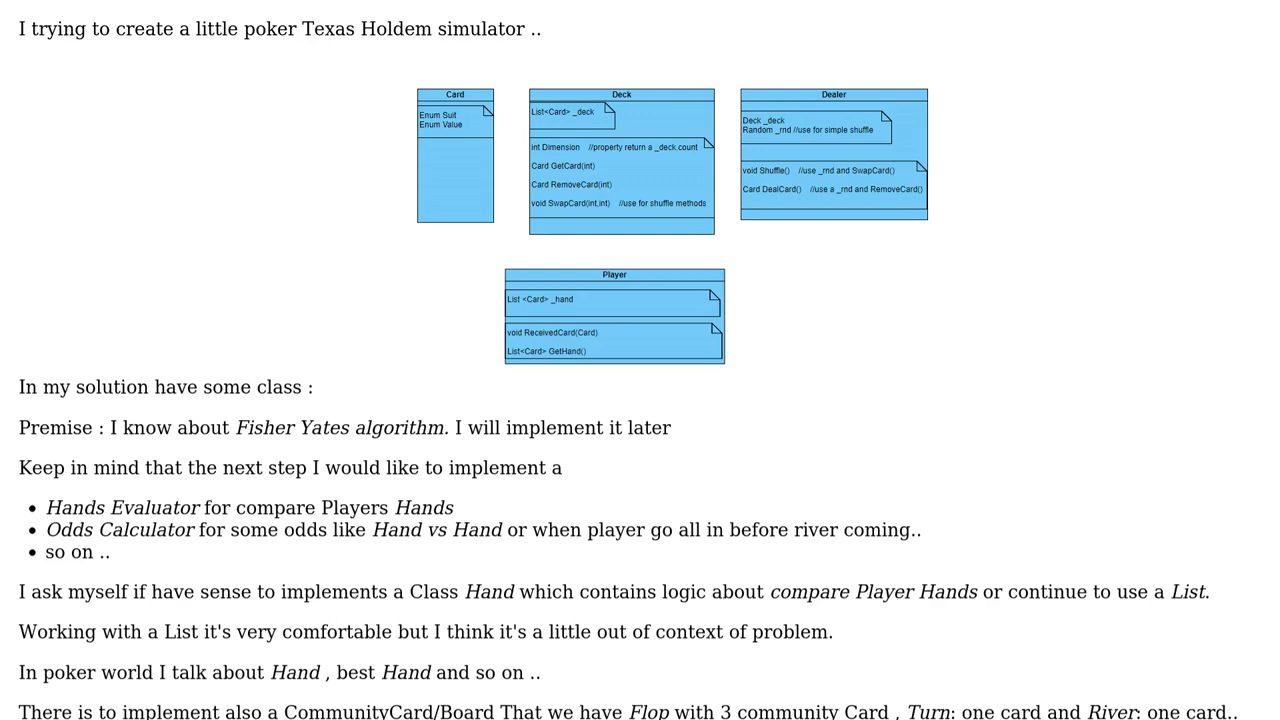 I trying to create a little poker Texas Holdem simulator ..
Card
Enum Suit
Enum Value
Deck
List<Card> _deck
int Dimension //property return a _deck.count
Card GetCard(int)
Card RemoveCard(int)
void SwapCard(int,int) //use for shuffle methods
Dealer
Deck _deck
Random _rnd //use for simple shuffle
void Shuffle() //use _rnd and SwapCard()
Card DealCard() //use a _rnd and RemoveCard()
Player
List <Card> _hand
void ReceivedCard(Card)
List<Card> GetHand()
In my solution have some class :
Premise : I know about Fisher Yates algorithm. I will implement it later
Keep in mind that the next step I would like to implement a
• Hands Evaluator for compare Players Hands
• Odds Calculator for some odds like Hand vs Hand or when player go all in before river coming..
• so on ..
I ask myself if have sense to implements a Class Hand which contains logic about compare Player Hands or continue to use a List.
Working with a List it's very comfortable but I think it's a little out of context of problem.
In poker world I talk about Hand , best Hand and so on ..
There is to implement also a CommunityCard/Board That we have Flop with 3 community Card , Turn: one card and River: one card..